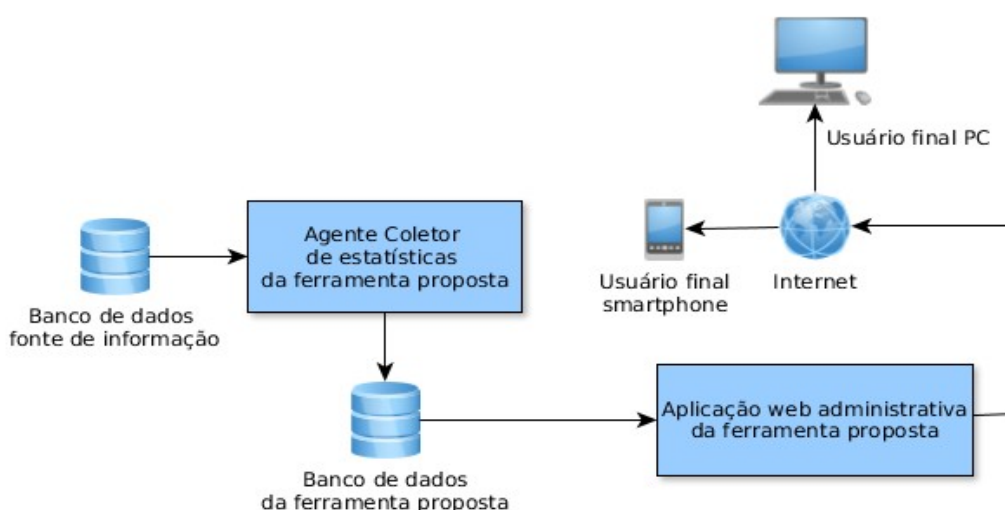 Usuário final PC
Agente Coletor
de estatísticas
da ferramenta proposta
Usuário final
smartphone
Internet
Banco de dados
fonte de informação
Aplicação web administrativa
da ferramenta proposta
Banco de dados
da ferramenta proposta